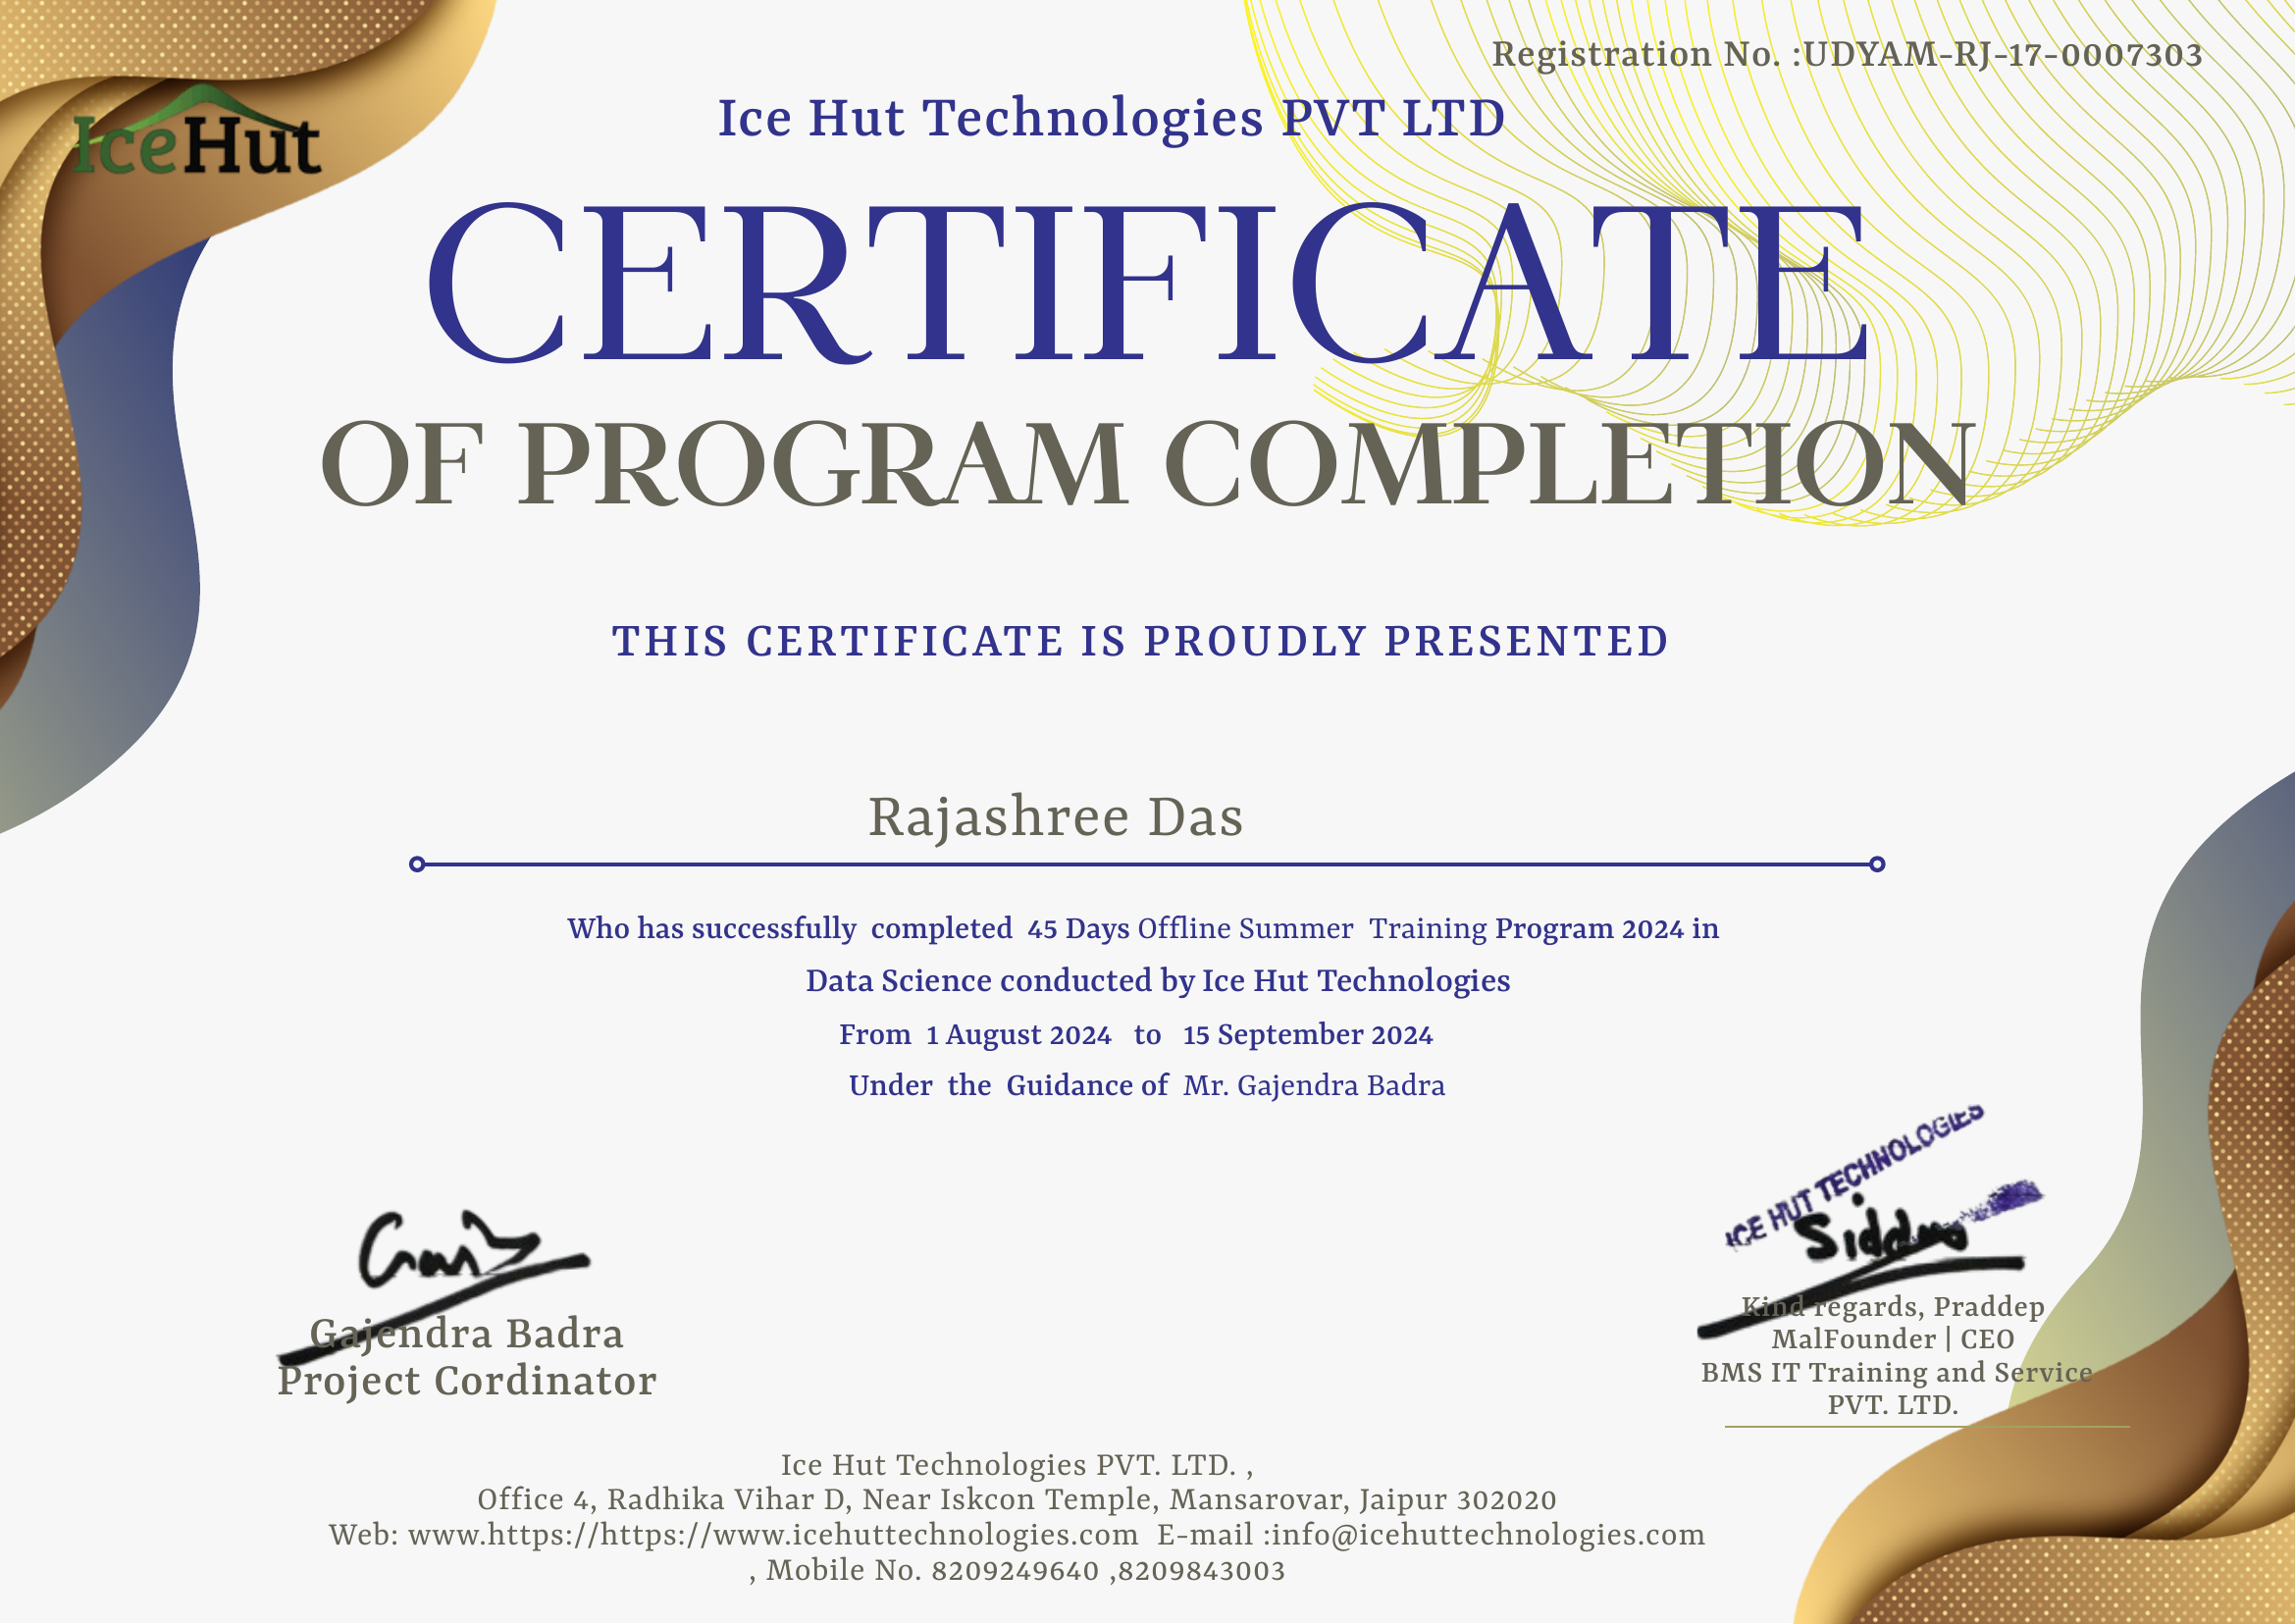 Registration No. :UDYAM-RJ-17-0007303
IceHut
Ice Hut Technologies PVT LTD
CERTIFICATE
OF PROGRAM COMPLETION
THIS CERTIFICATE IS PROUDLY PRESENTED
Rajashree Das
Who has successfully completed 45 Days Offline Summer Training Program 2024 in
Data Science conducted by Ice Hut Technologies
From 1 August 2024 to 15 September 2024
Under the Guidance of Mr. Gajendra Badra
ICE HUT TECHNOLOGIES
Gajendra Badra
Project Cordinator
Kind regards, Praddep
MalFounder | CEO
BMS IT Training and Service
PVT. LTD.
Ice Hut Technologies PVT. LTD. ,
Office 4, Radhika Vihar D, Near Iskcon Temple, Mansarovar, Jaipur 302020
Web: www.https://https://www.icehuttechnologies.com E-mail :info@icehuttechnologies.com
, Mobile No. 8209249640 ,8209843003